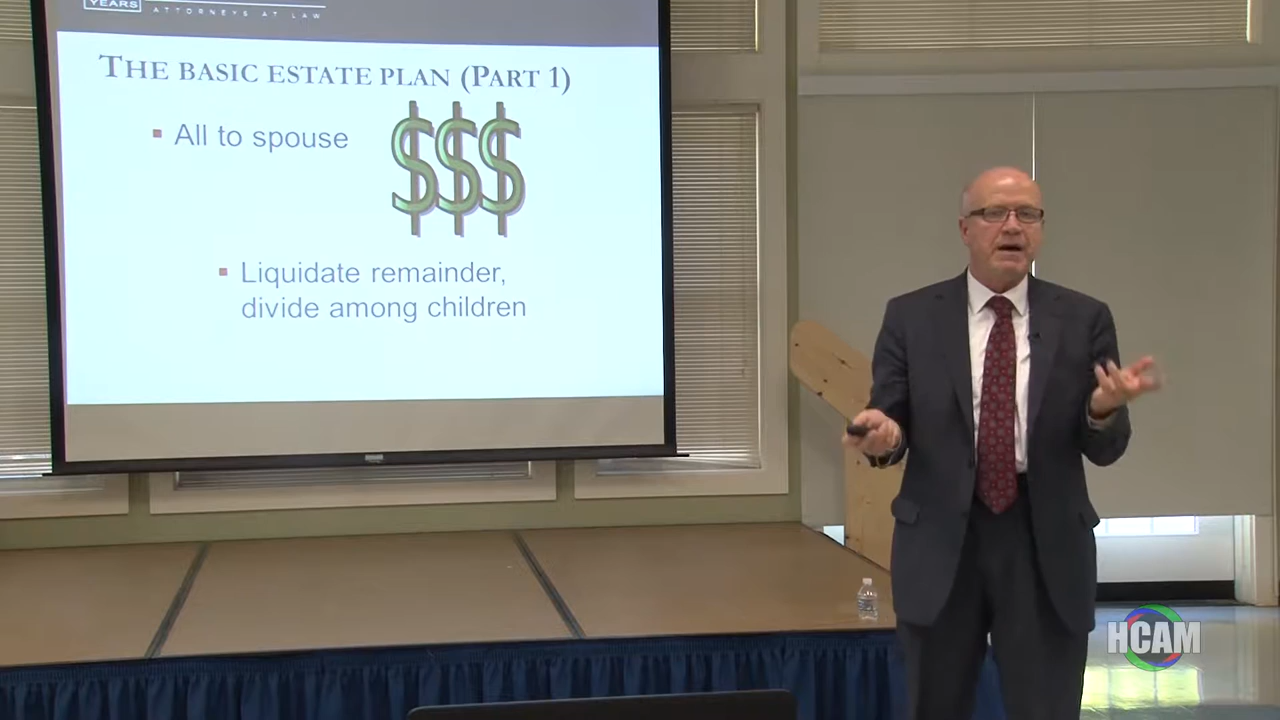 YEARS
ATTORNEYS AT LAW
THE BASIC ESTATE PLAN (PART 1)
All to spouse
$$$
Liquidate remainder,
divide among children
HCAM